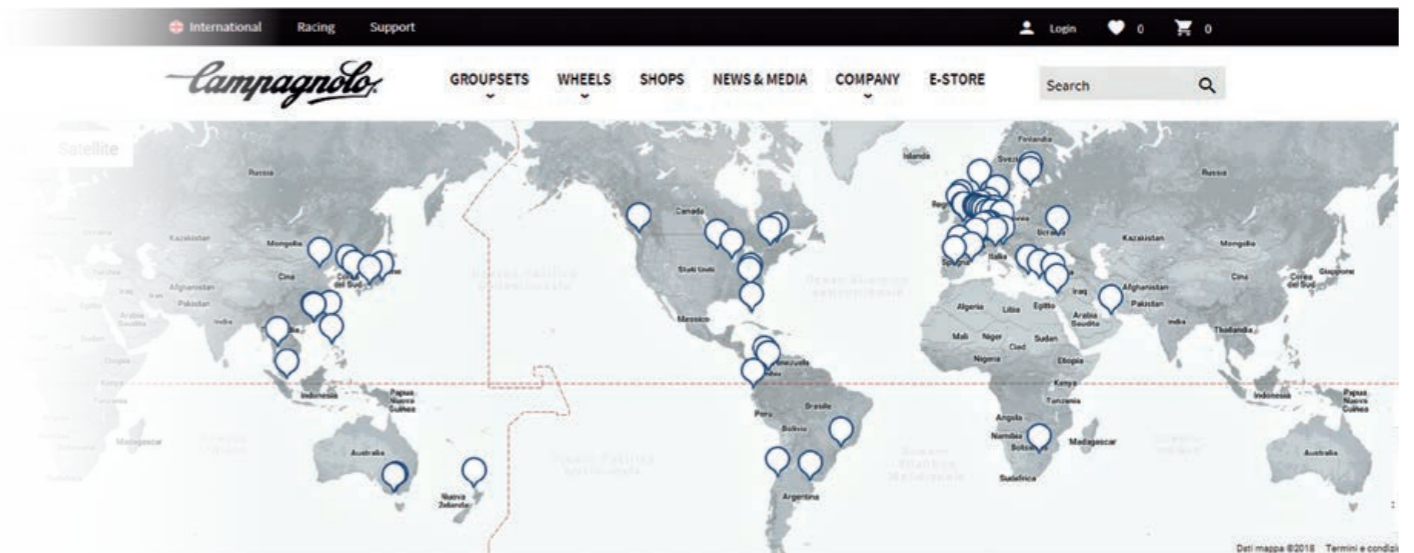 International Racing Support Login 0 0
Campagnolo
GROUPSETS WHEELS SHOPS NEWS & MEDIA COMPANY E-STORE Search
Satellite
Islanda Finlandia
Russia Russia
Canada
Kazakistan Mongolia Kazakistan Mongolia
Stati Uniti Spagna Italia
Cina Corea del Sud Iraq Cina Corea del Sud Giappone
Afghanistan Afghanistan
Pakistan Algeria Libia Egitto Arabia Saudita Pakistan
India Messico India Thailandia
Mali Niger Ciad Sudan
Nigeria Etiopia
Venezuela
Kenya
Indonesia Papua Nuova Guinea Perù Brasile Tanzania Indonesia Papua Nuova Guinea
Bolivia Angola
Madagascar Namibia Madagascar
Australia Australia
Sudafrica
Nuova Zelanda Argentina
Dati mappa ©2018 Termini e condizi